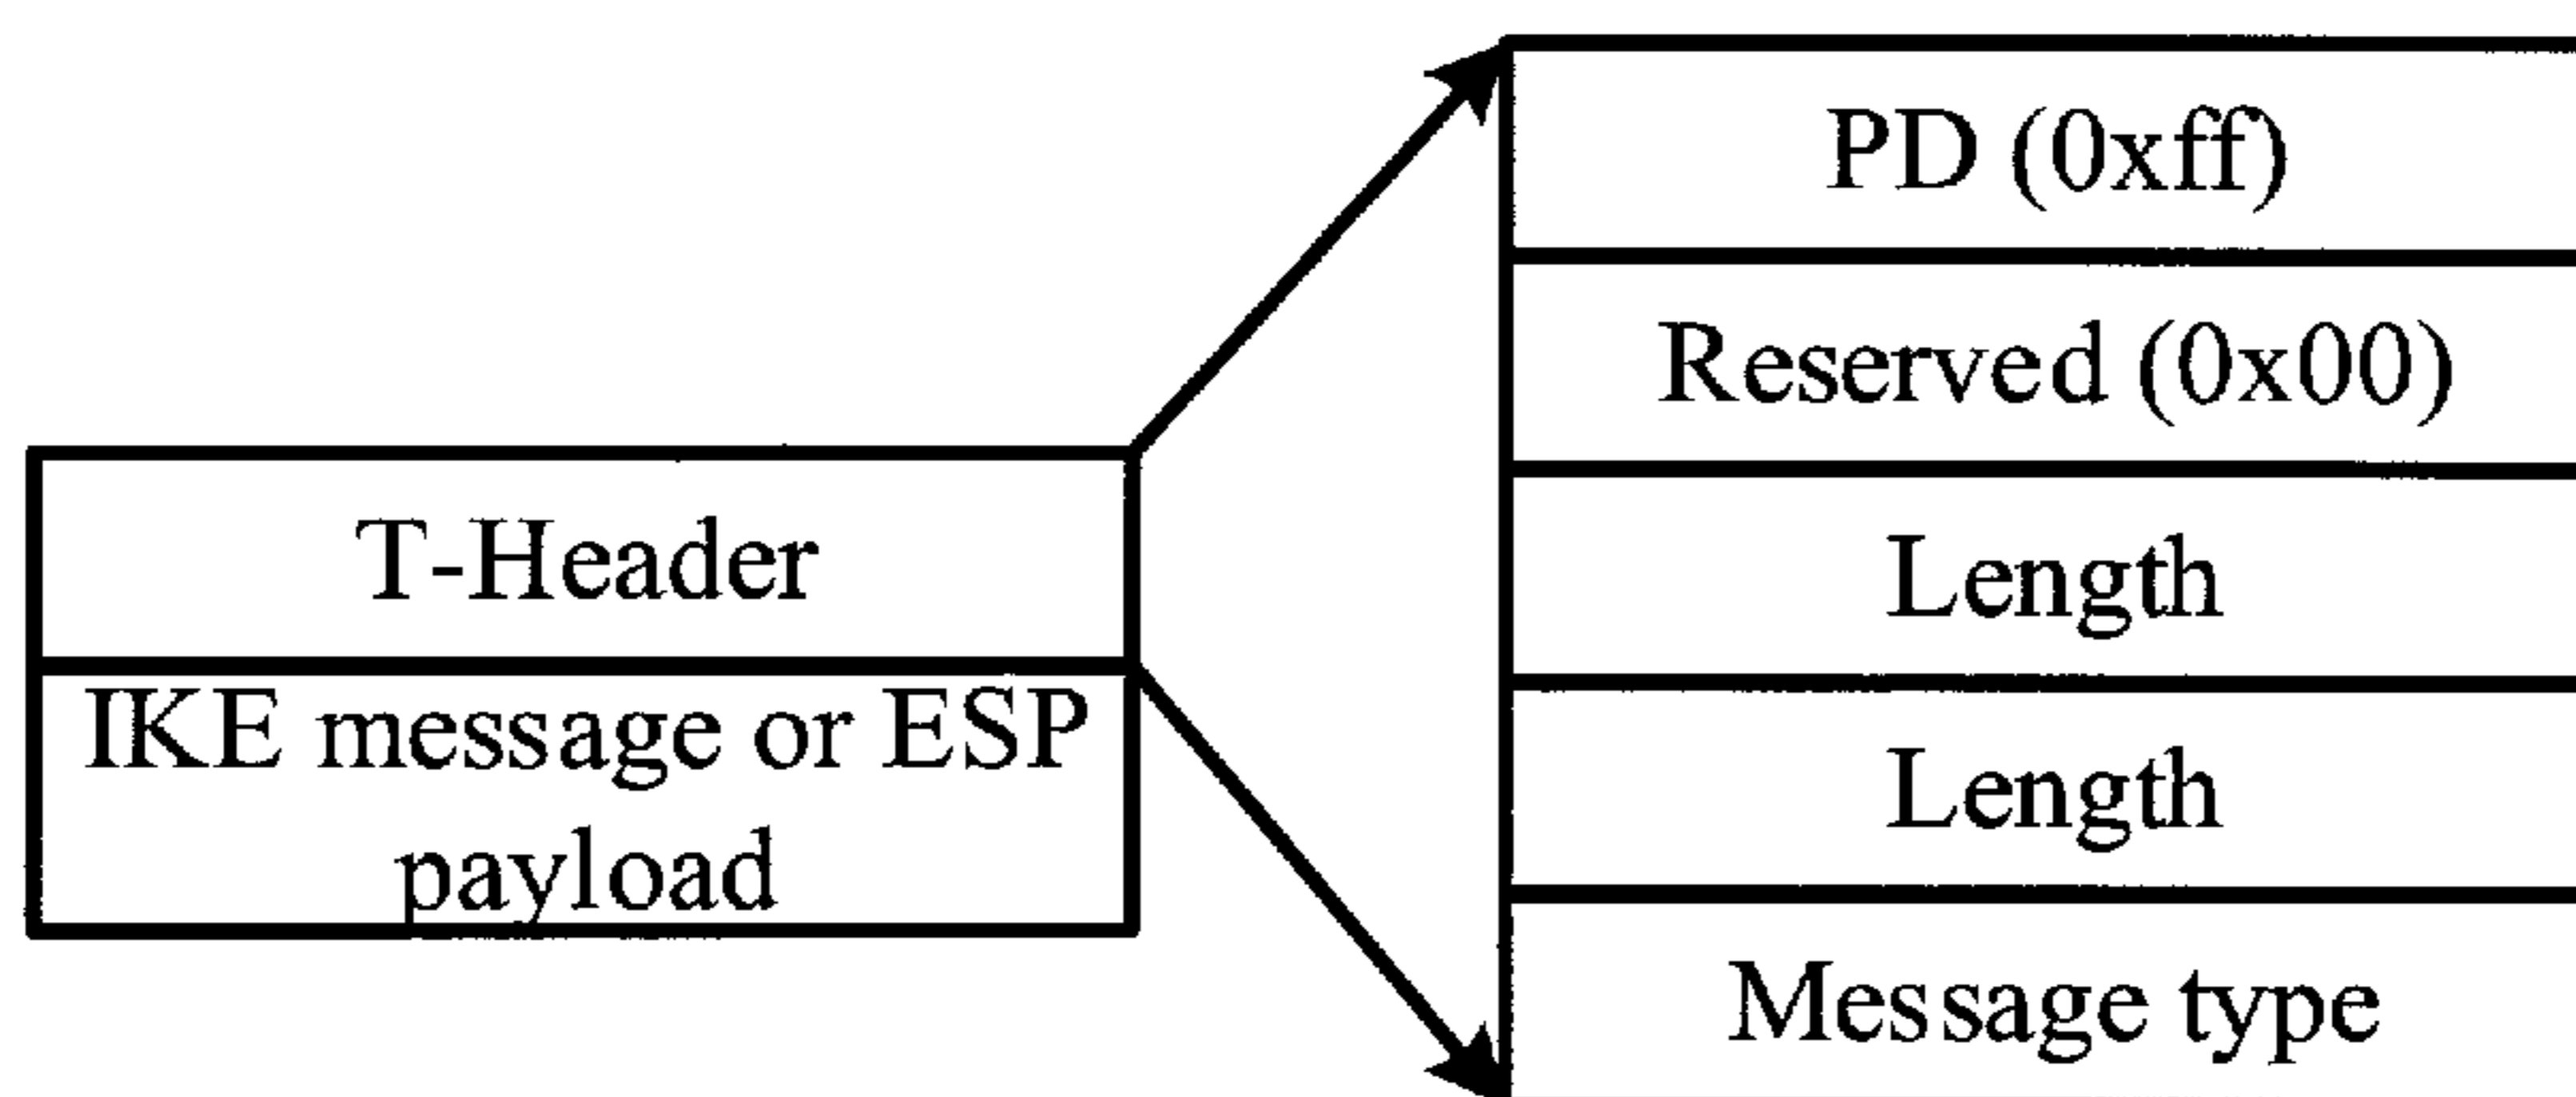 T-Header
IKE message or ESP
payload
PD (0xff)
Reserved (0x00)
Length
Length
Message type